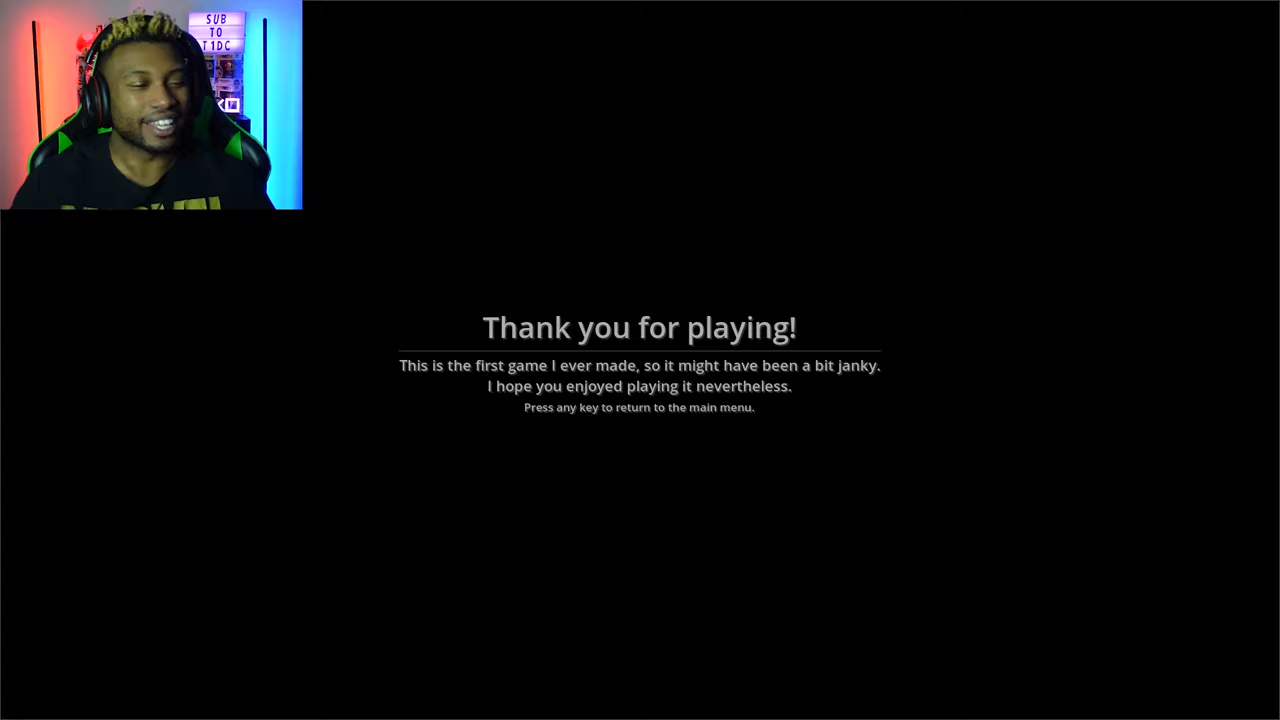 SUB
TO
T1DC
Thank you for playing!
This is the first game I ever made, so it might have been a bit janky.
I hope you enjoyed playing it nevertheless.
Press any key to return to the main menu.